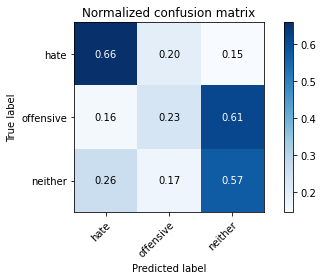 Normalized confusion matrix
hate 0.66 0.20 0.15
offensive 0.16 0.23 0.61
neither 0.26 0.17 0.57
hate offensive neither
True label
Predicted label
0.6
0.5
0.4
0.3
0.2